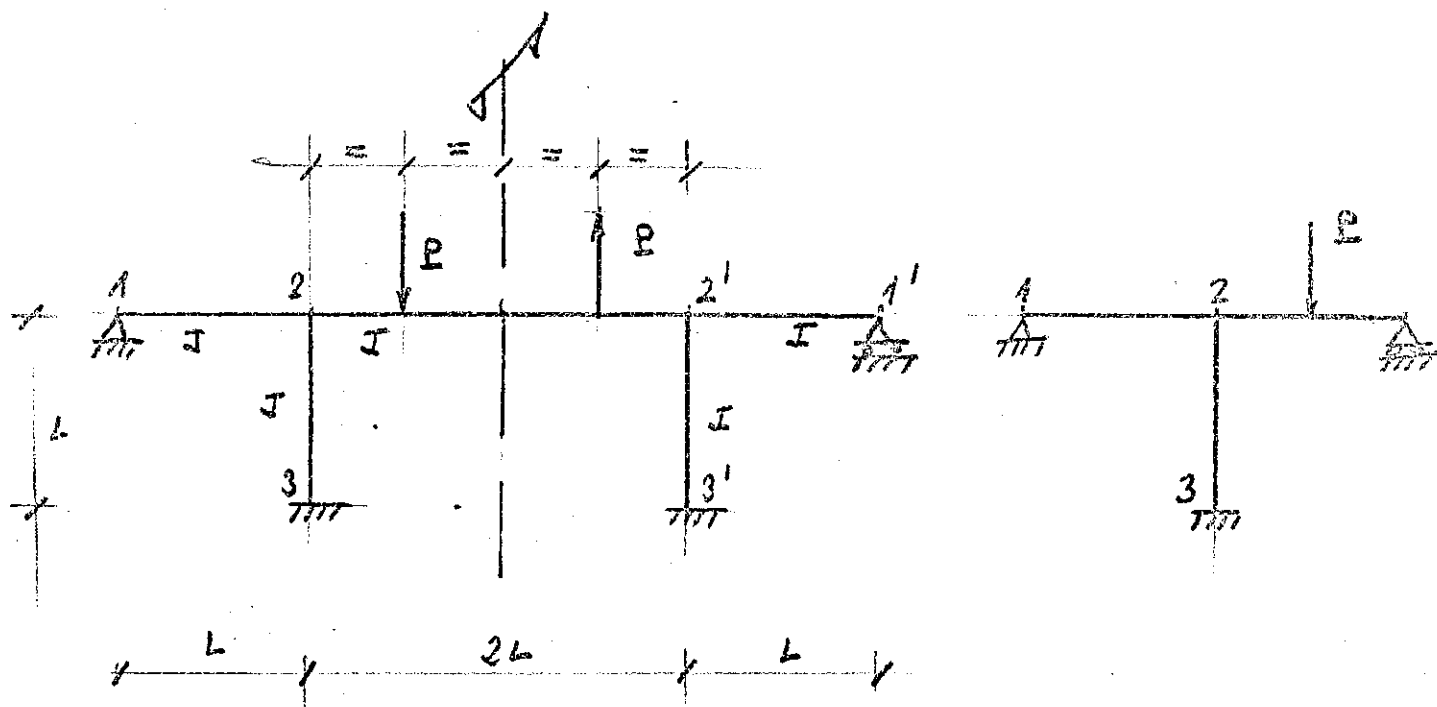 = = = =
P P P
1 2 2' 1' 1 2
J J I
L J I
3 3' 3
L 2L L